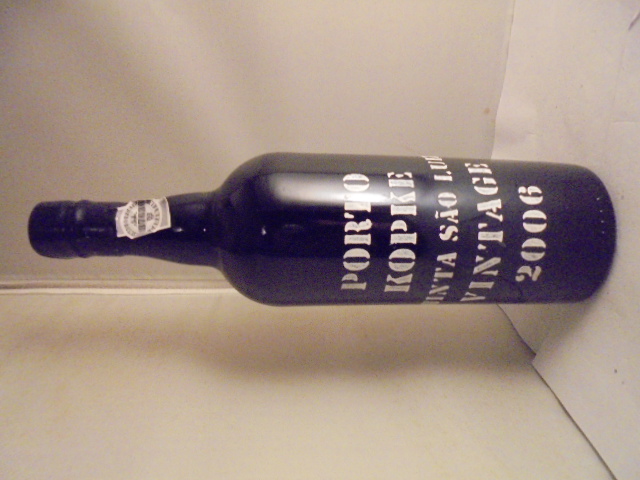 PORTO
KOPKE
SÃO
VINTAGE
2006